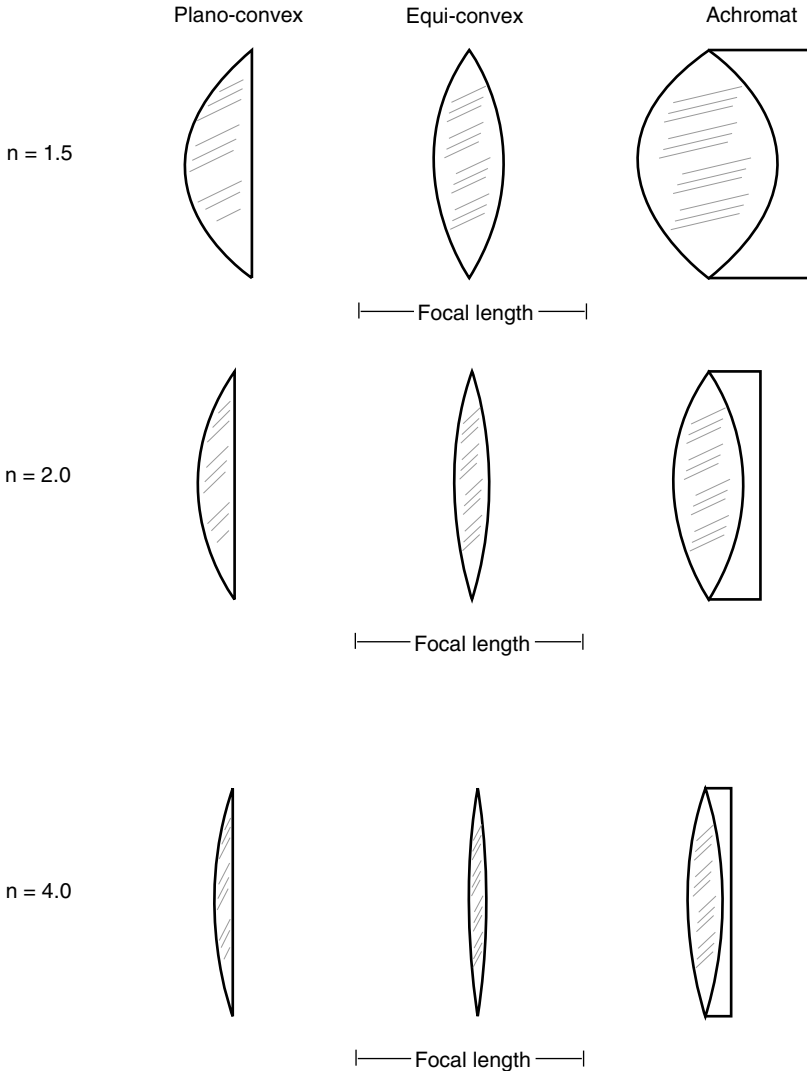 Plano-convex Equi-convex Achromat
n = 1.5
Focal length
n = 2.0
Focal length
n = 4.0
Focal length